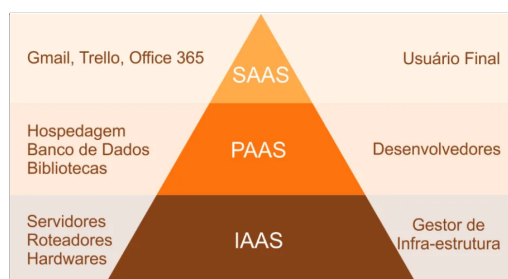 Gmail, Trello, Office 365
SAAS
Usuário Final
Hospedagem
Banco de Dados
Bibliotecas
PAAS
Desenvolvedores
Servidores
Roteadores
Hardwares
IAAS
Gestor de
Infra-estrutura